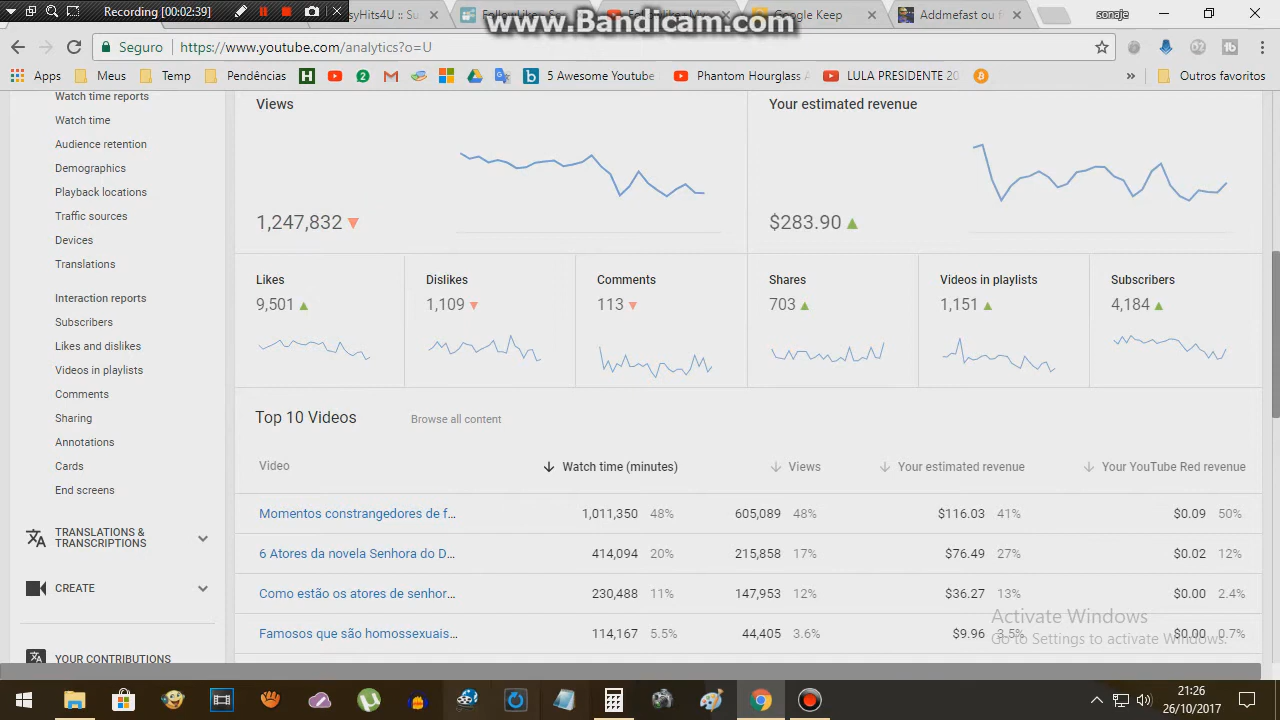 Recording [00:02:39]
syHits4U :: Su
Google Keep
Addmefast ou f
sonaje
www.Bandicam.com
Seguro
https://www.youtube.com/analytics?o=U
Apps
Meus
Temp
Pendências
5 Awesome Youtube
Phantom Hourglass
LULA PRESIDENTE 20
»
Outros favoritos
Watch time reports
Watch time
Audience retention
Demographics
Playback locations
Traffic sources
Devices
Translations
Interaction reports
Subscribers
Likes and dislikes
Videos in playlists
Comments
Sharing
Annotations
Cards
End screens
TRANSLATIONS &
TRANSCRIPTIONS
CREATE
YOUR CONTRIBUTIONS
Views
1,247,832
Your estimated revenue
$283.90
Likes
9,501
Dislikes
1,109
Comments
113
Shares
703
Videos in playlists
1,151
Subscribers
4,184
Top 10 Videos Browse all content
Video Watch time (minutes) Views Your estimated revenue Your YouTube Red revenue
Momentos constrangedores de f... 1,011,350 48% 605,089 48% $116.03 41% $0.09 50%
6 Atores da novela Senhora do D... 414,094 20% 215,858 17% $76.49 27% $0.02 12%
Como estão os atores de senhor... 230,488 11% 147,953 12% $36.27 13% $0.00 2.4%
Famosos que são homossexuais... 114,167 5.5% 44,405 3.6% $9.96 3.5% $0.00 0.7%
Activate Windows
Go to Settings to activate Windows.
21:26
26/10/2017